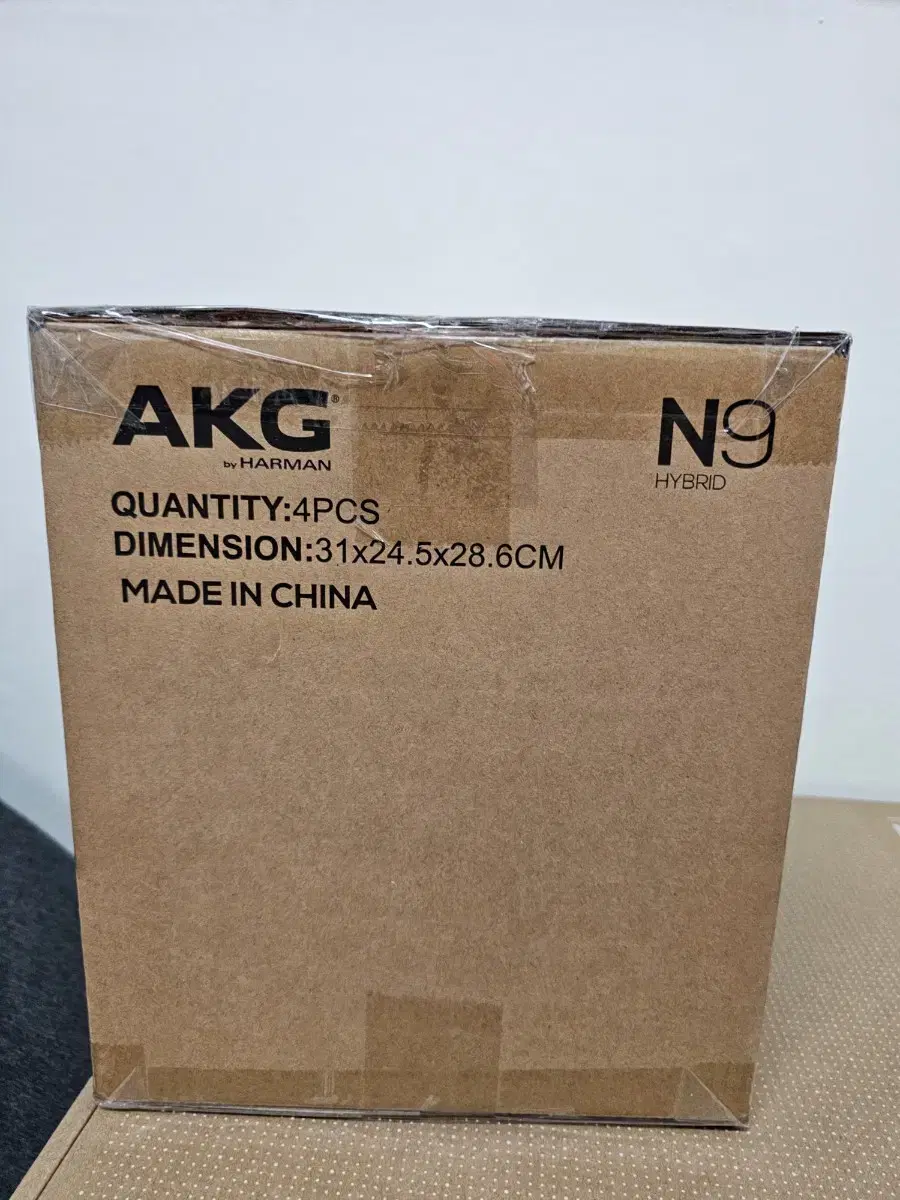 AKG®
by HARMAN
N9
HYBRID
QUANTITY:4PCS
DIMENSION:31x24.5x28.6CM
MADE IN CHINA